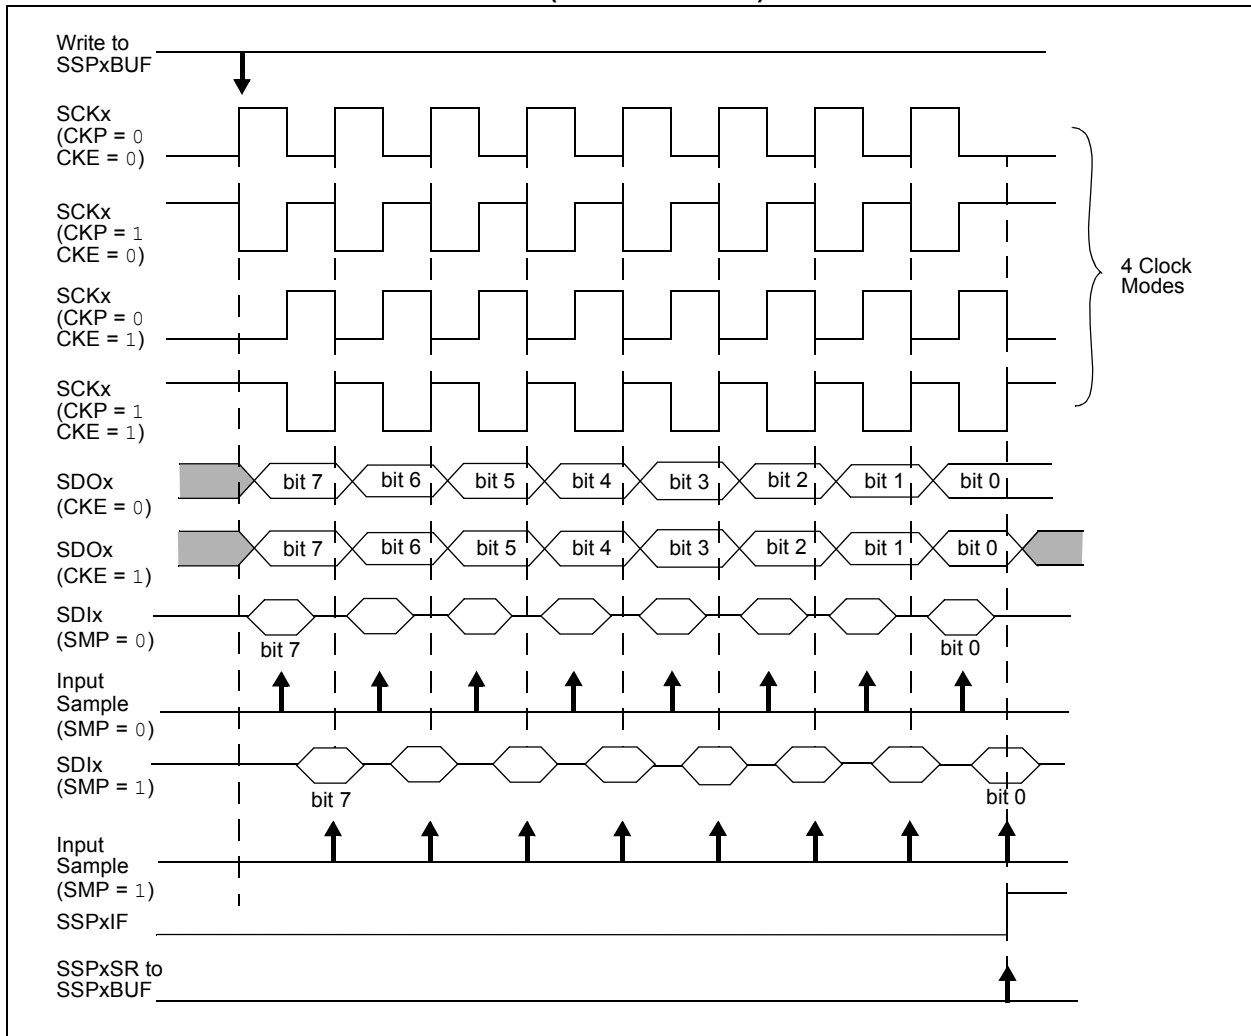 Write to
SSPxBUF
SCKx
(CKP = 0
CKE = 0)
SCKx
(CKP = 1
CKE = 0)
SCKx
(CKP = 0
CKE = 1)
SCKx
(CKP = 1
CKE = 1)
4 Clock
Modes
SDOx
(CKE = 0)
bit 7 bit 6 bit 5 bit 4 bit 3 bit 2 bit 1 bit 0
SDOx
(CKE = 1)
bit 7 bit 6 bit 5 bit 4 bit 3 bit 2 bit 1 bit 0
SDIx
(SMP = 0)
bit 7 bit 0
Input
Sample
(SMP = 0)
SDIx
(SMP = 1)
bit 7 bit 0
Input
Sample
(SMP = 1)
SSPxIF
SSPxSR to
SSPxBUF